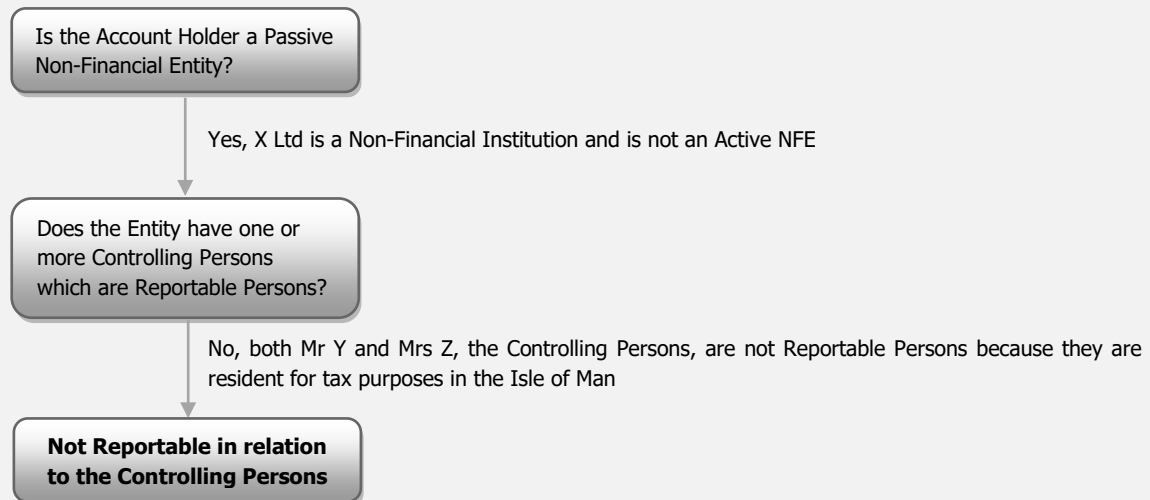 Is the Account Holder a Passive
Non-Financial Entity?
Yes, X Ltd is a Non-Financial Institution and is not an Active NFE
Does the Entity have one or
more Controlling Persons
which are Reportable Persons?
No, both Mr Y and Mrs Z, the Controlling Persons, are not Reportable Persons because they are
resident for tax purposes in the Isle of Man
Not Reportable in relation
to the Controlling Persons